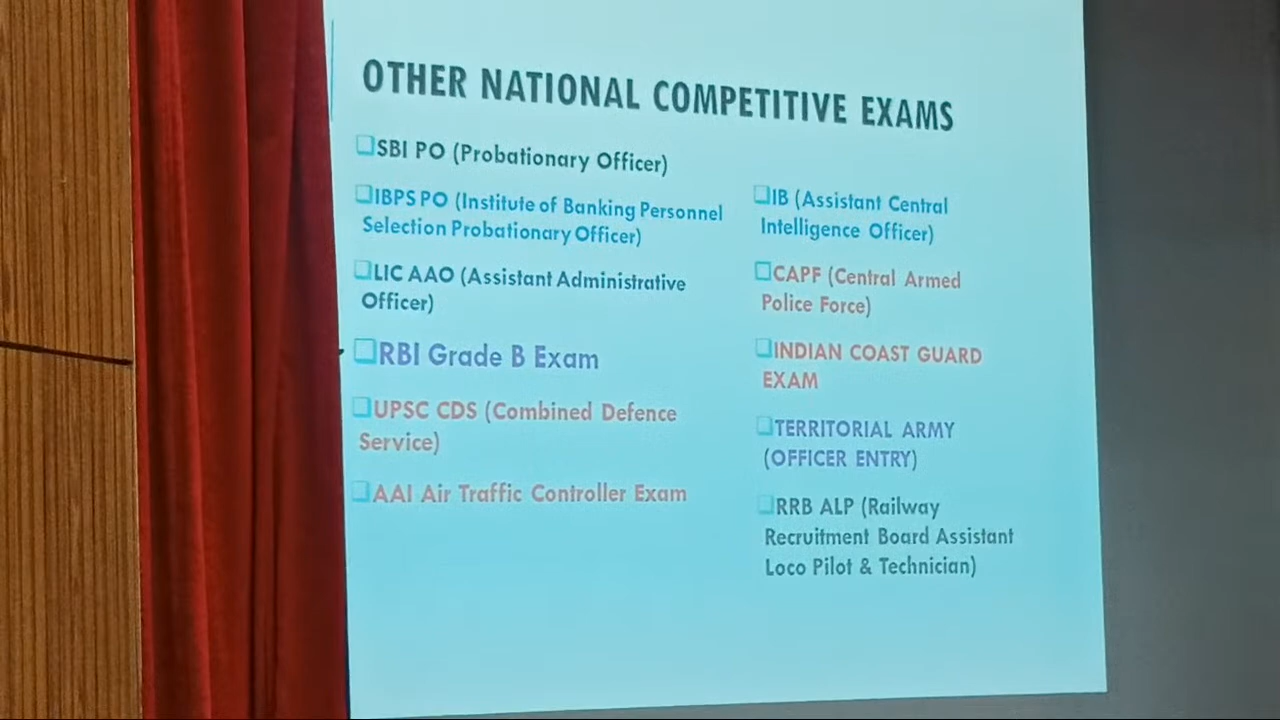 OTHER NATIONAL COMPETITIVE EXAMS
SBI PO (Probationary Officer)
IBPS PO (Institute of Banking Personnel
Selection Probationary Officer)
LIC AAO (Assistant Administrative
Officer)
RBI Grade B Exam
UPSC CDS (Combined Defence
Service)
AAI Air Traffic Controller Exam
IB (Assistant Central
Intelligence Officer)
CAPF (Central Armed
Police Force)
INDIAN COAST GUARD
EXAM
TERRITORIAL ARMY
(OFFICER ENTRY)
RRB ALP (Railway
Recruitment Board Assistant
Loco Pilot & Technician)